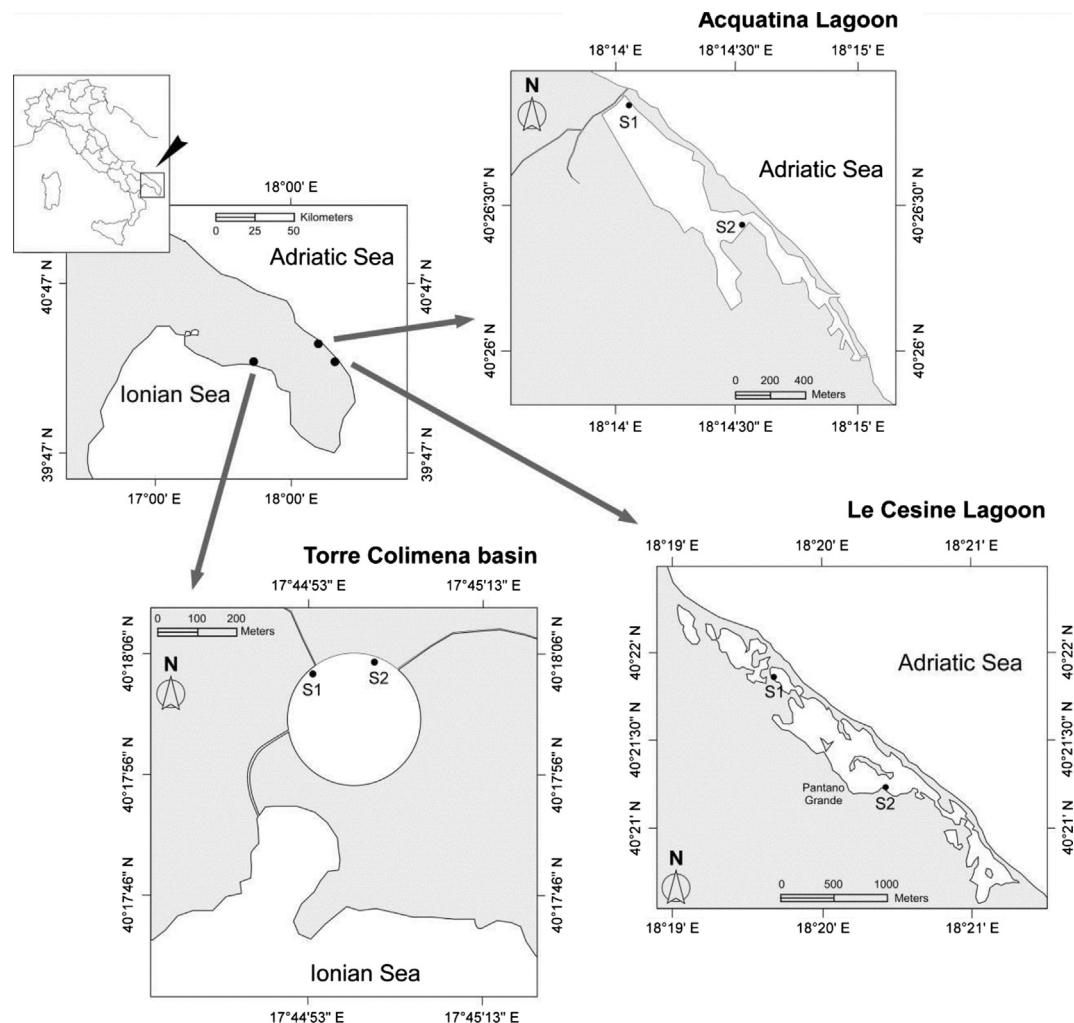 Acquatina Lagoon
18°14' E
18°14'30" E
18°15' E
N
S1
Adriatic Sea
S2
40°26'30" N
40°26'30" N
40°26' N
40°26' N
0 200 400
Meters
18°14' E
18°14'30" E
18°15' E
18°00' E
0 25 50
Kilometers
Adriatic Sea
40°47' N
40°47' N
Ionian Sea
39°47' N
39°47' N
17°00' E
18°00' E
Le Cesine Lagoon
18°19' E
18°20' E
18°21' E
40°22' N
40°22' N
Adriatic Sea
S1
40°21'30" N
40°21'30" N
Pantano
Grande
S2
40°21' N
40°21' N
N
0 500 1000
Meters
18°19' E
18°20' E
18°21' E
Torre Colimena basin
17°44'53" E
17°45'13" E
0 100 200
Meters
40°18'06" N
40°18'06" N
N
S1
S2
40°17'56" N
40°17'56" N
40°17'46" N
40°17'46" N
Ionian Sea
17°44'53" E
17°45'13" E